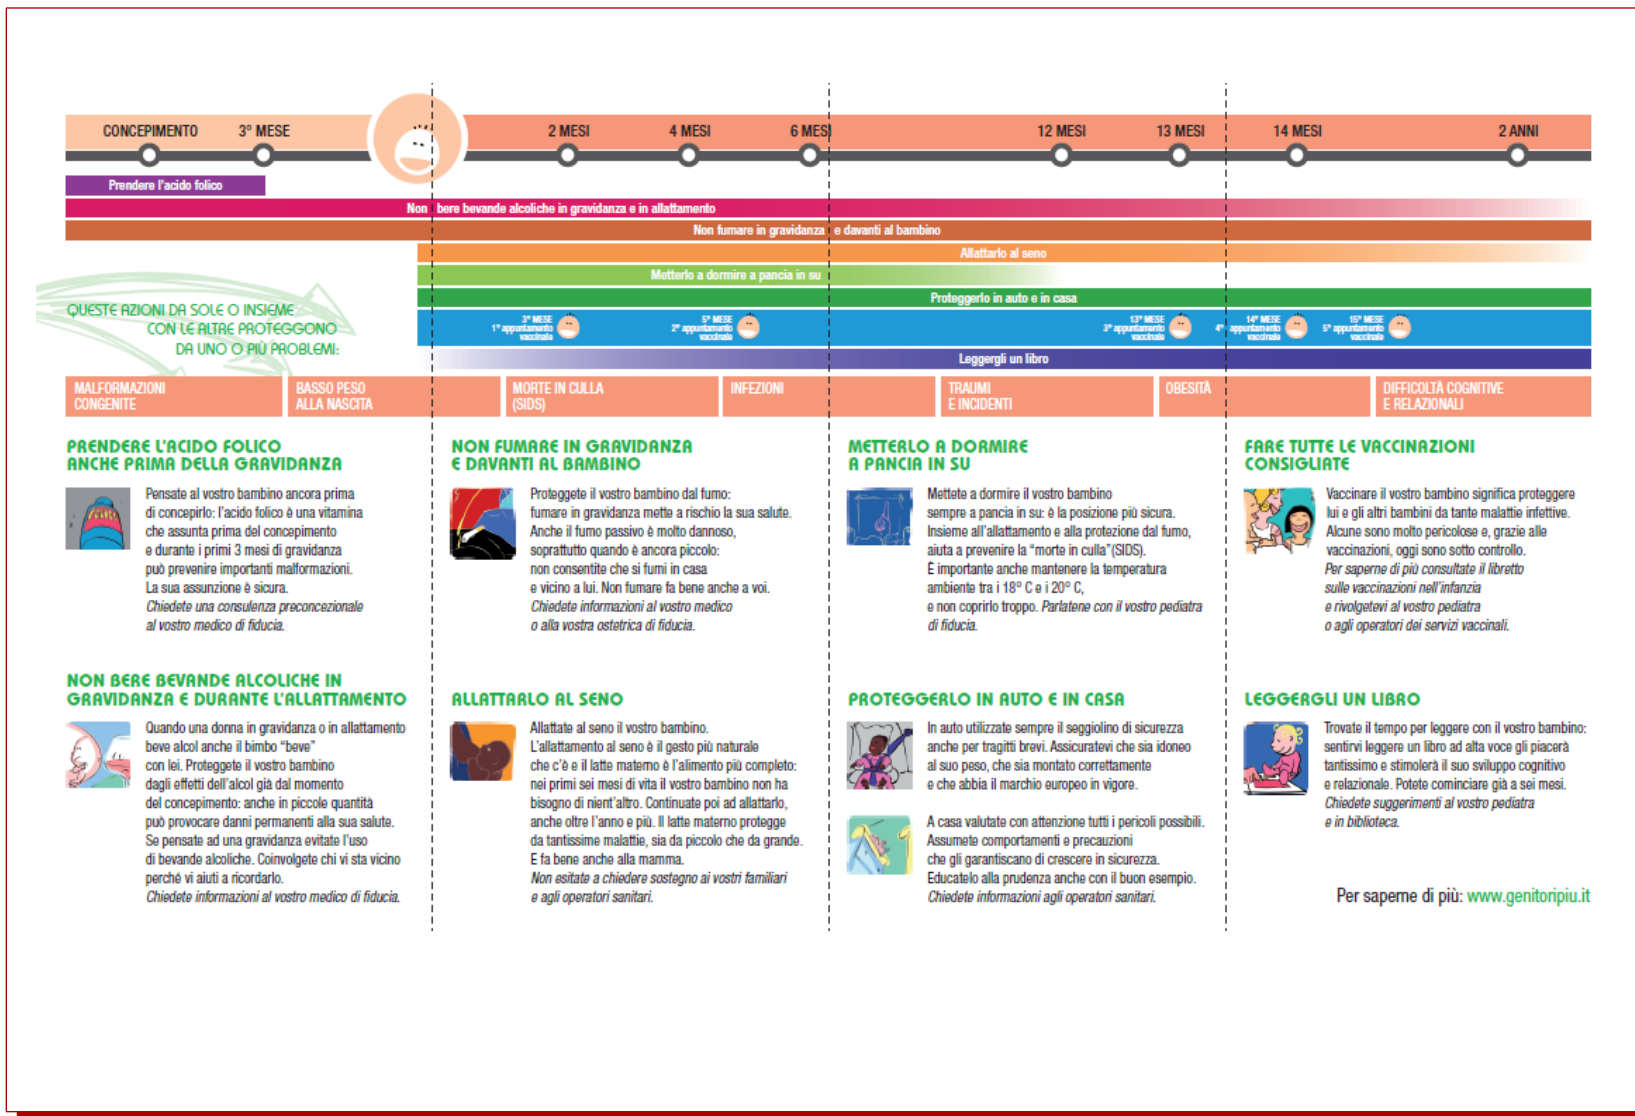 CONCEPIMENTO
3º MESE
2 MESI
4 MESI
6 MESI
12 MESI
13 MESI
14 MESI
2 ANNI
Prendere l'acido folico
Non bere bevande alcoliche in gravidanza e in allattamento
Non fumare in gravidanza e davanti al bambino
Allattarlo al seno
Metterlo a dormire a pancia in su
Proteggerlo in auto e in casa
3º MESE
1º appuntamento
vaccinale
5º MESE
2º appuntamento
vaccinale
13º MESE
3º appuntamento
vaccinale
14º MESE
4º appuntamento
vaccinale
15º MESE
5º appuntamento
vaccinale
Leggergli un libro
QUESTE AZIONI DA SOLE O INSIEME
CON LE ALTRE PROTEGGONO
DA UNO O PIÙ PROBLEMI:
MALFORMAZIONI
CONGENITE
BASSO PESO
ALLA NASCITA
MORTE IN CULLA
(SIDS)
INFEZIONI
TRAUMI
E INCIDENTI
OBESITÀ
DIFFICOLTÀ COGNITIVE
E RELAZIONALI
PRENDERE L'ACIDO FOLICO
ANCHE PRIMA DELLA GRAVIDANZA
Pensate al vostro bambino ancora prima
di concepirlo: l'acido folico è una vitamina
che assunta prima del concepimento
e durante i primi 3 mesi di gravidanza
può prevenire importanti malformazioni.
La sua assunzione è sicura.
Chiedete una consulenza preconcezionale
al vostro medico di fiducia.
NON BERE BEVANDE ALCOLICHE IN
GRAVIDANZA E DURANTE L'ALLATTAMENTO
Quando una donna in gravidanza o in allattamento
beve alcol anche il bimbo “beve”
con lei. Proteggete il vostro bambino
dagli effetti dell'alcol già dal momento
del concepimento: anche in piccole quantità
può provocare danni permanenti alla sua salute.
Se pensate ad una gravidanza evitate l'uso
di bevande alcoliche. Coinvolgete chi vi sta vicino
perché vi aiuti a ricordarlo.
Chiedete informazioni al vostro medico di fiducia.
NON FUMARE IN GRAVIDANZA
E DAVANTI AL BAMBINO
Proteggete il vostro bambino dal fumo:
fumare in gravidanza mette a rischio la sua salute.
Anche il fumo passivo è molto dannoso,
soprattutto quando è ancora piccolo:
non consentite che si fumi in casa
e vicino a lui. Non fumare fa bene anche a voi.
Chiedete informazioni al vostro medico
o alla vostra ostetrica di fiducia.
ALLATTARLO AL SENO
Allattate al seno il vostro bambino.
L'allattamento al seno è il gesto più naturale
che c'è e il latte materno è l'alimento più completo:
nei primi sei mesi di vita il vostro bambino non ha
bisogno di nient'altro. Continuate poi ad allattarlo,
anche oltre l'anno e più. Il latte materno protegge
da tantissime malattie, sia da piccolo che da grande.
E fa bene anche alla mamma.
Non esitate a chiedere sostegno ai vostri familiari
e agli operatori sanitari.
METTERLO A DORMIRE
A PANCIA IN SU
Mettete a dormire il vostro bambino
sempre a pancia in su: è la posizione più sicura.
Insieme all'allattamento e alla protezione dal fumo,
aiuta a prevenire la “morte in culla”(SIDS).
È importante anche mantenere la temperatura
ambiente tra i 18° C e i 20° C,
e non coprirlo troppo. Parlatene con il vostro pediatra
di fiducia.
PROTEGGERLO IN AUTO E IN CASA
In auto utilizzate sempre il seggiolino di sicurezza
anche per tragitti brevi. Assicuratevi che sia idoneo
al suo peso, che sia montato correttamente
e che abbia il marchio europeo in vigore.
A casa valutate con attenzione tutti i pericoli possibili.
Assumete comportamenti e precauzioni
che gli garantiscano di crescere in sicurezza.
Educatelo alla prudenza anche con il buon esempio.
Chiedete informazioni agli operatori sanitari.
FARE TUTTE LE VACCINAZIONI
CONSIGLIATE
Vaccinare il vostro bambino significa proteggere
lui e gli altri bambini da tante malattie infettive.
Alcune sono molto pericolose e, grazie alle
vaccinazioni, oggi sono sotto controllo.
Per saperne di più consultate il libretto
sulle vaccinazioni nell'infanzia
e rivolgetevi al vostro pediatra
o agli operatori dei servizi vaccinali.
LEGGERGLI UN LIBRO
Trovate il tempo per leggere con il vostro bambino:
sentirvi leggere un libro ad alta voce gli piacerà
tantissimo e stimolerà il suo sviluppo cognitivo
e relazionale. Potete cominciare già a sei mesi.
Chiedete suggerimenti al vostro pediatra
e in biblioteca.
Per saperne di più: www.genitoripiu.it